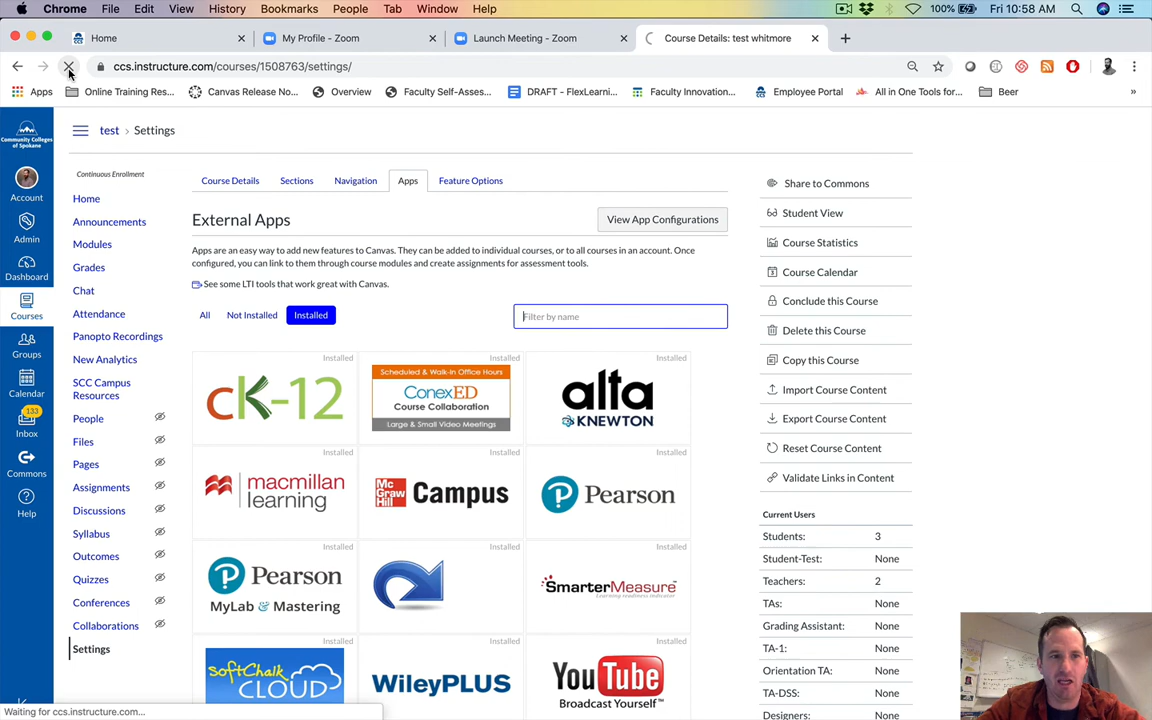 Chrome File Edit View History Bookmarks People Tab Window Help 100% Fri 10:58 AM
Home My Profile - Zoom Launch Meeting - Zoom Course Details: test whitmore
ccs.instructure.com/courses/1508763/settings/
Apps Online Training Res... Canvas Release No... Overview Faculty Self-Asses... DRAFT - FlexLearni... Faculty Innovation... Employee Portal All in One Tools for... Beer »
Community Colleges
of Spokane
Account
Admin
Dashboard
Courses
Groups
Calendar
133
Inbox
Commons
Help
test › Settings
Continuous Enrollment
Home
Announcements
Modules
Grades
Chat
Attendance
Panopto Recordings
New Analytics
SCC Campus
Resources
People
Files
Pages
Assignments
Discussions
Syllabus
Outcomes
Quizzes
Conferences
Collaborations
Settings
Course Details Sections Navigation Apps Feature Options
External Apps
View App Configurations
Apps are an easy way to add new features to Canvas. They can be added to individual courses, or to all courses in an account. Once
configured, you can link to them through course modules and create assignments for assessment tools.
See some LTI tools that work great with Canvas.
All Not Installed Installed
Filter by name
Installed Installed Installed
cK-12
Scheduled & Walk-in Office Hours
ConexED
Course Collaboration
Large & Small Video Meetings
alta
KNEWTON
Installed Installed Installed
macmillan
learning
Mc
Graw
Hill
Campus
Pearson
Installed Installed Installed
Pearson
MyLab & Mastering
SmarterMeasure
Learning readiness indicator
Installed Installed Installed
SoftChalk
CLOUD
WileyPLUS
YouTube
Broadcast Yourself™
Share to Commons
Student View
Course Statistics
Course Calendar
Conclude this Course
Delete this Course
Copy this Course
Import Course Content
Export Course Content
Reset Course Content
Validate Links in Content
Current Users
Students: 3
Student-Test: None
Teachers: 2
TAs: None
Grading Assistant: None
TA-1: None
Orientation TA: None
TA-DSS: None
Designers: None
Waiting for ccs.instructure.com...